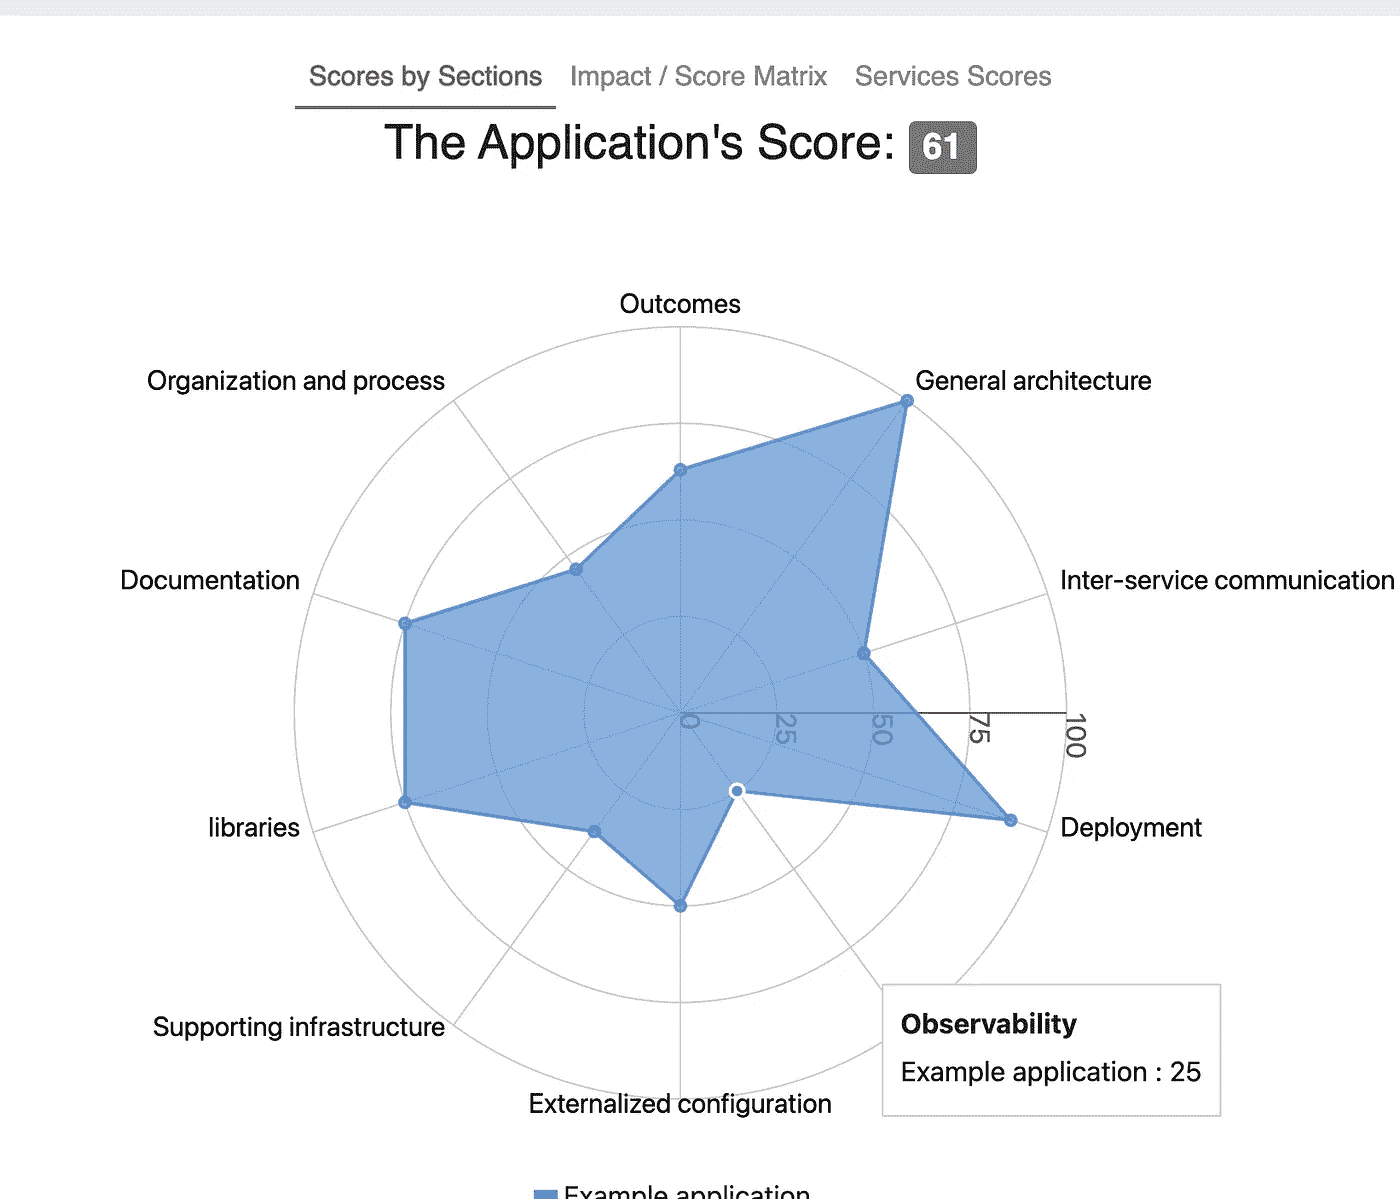 Scores by Sections Impact / Score Matrix Services Scores
The Application's Score: 61
Outcomes
Organization and process
General architecture
Documentation
Inter-service communication
0 25 50 75 100
libraries
Deployment
Supporting infrastructure
Observability
Example application : 25
Externalized configuration
Example application